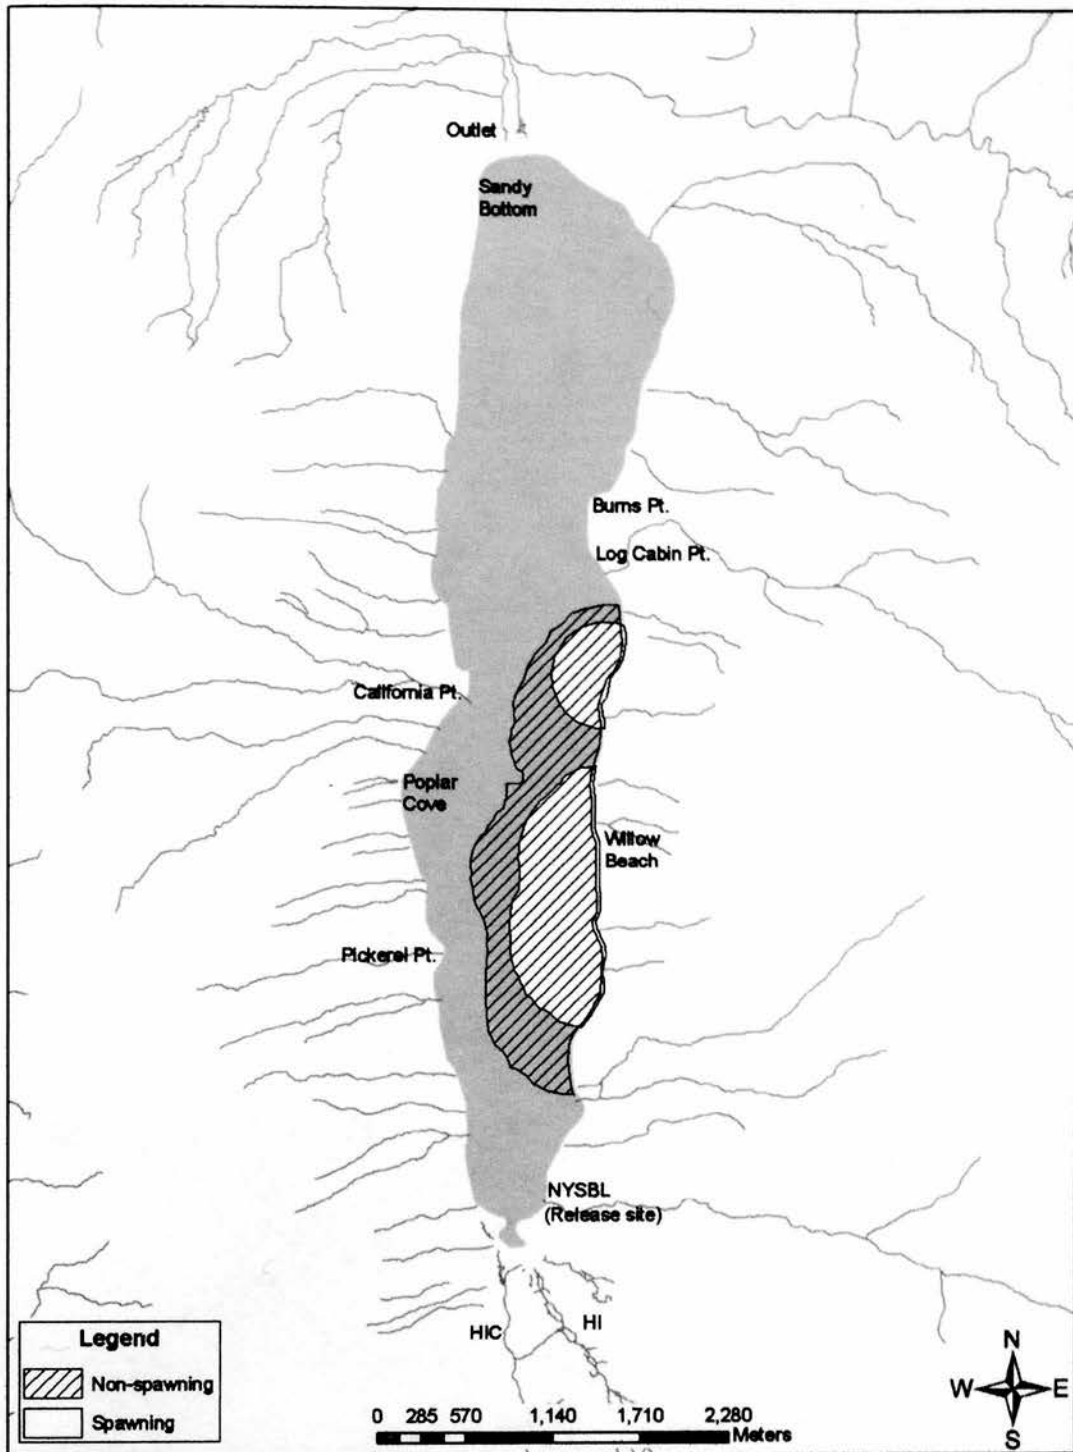 Outlet
Sandy
Bottom
Burns Pt.
Log Cabin Pt.
California Pt.
Poplar
Cove
Willow
Beach
Pickerel Pt.
NYSBL
(Release site)
HIC
HI
Legend
Non-spawning
Spawning
N
W E
S
0 285 570 1,140 1,710 2,280
Meters